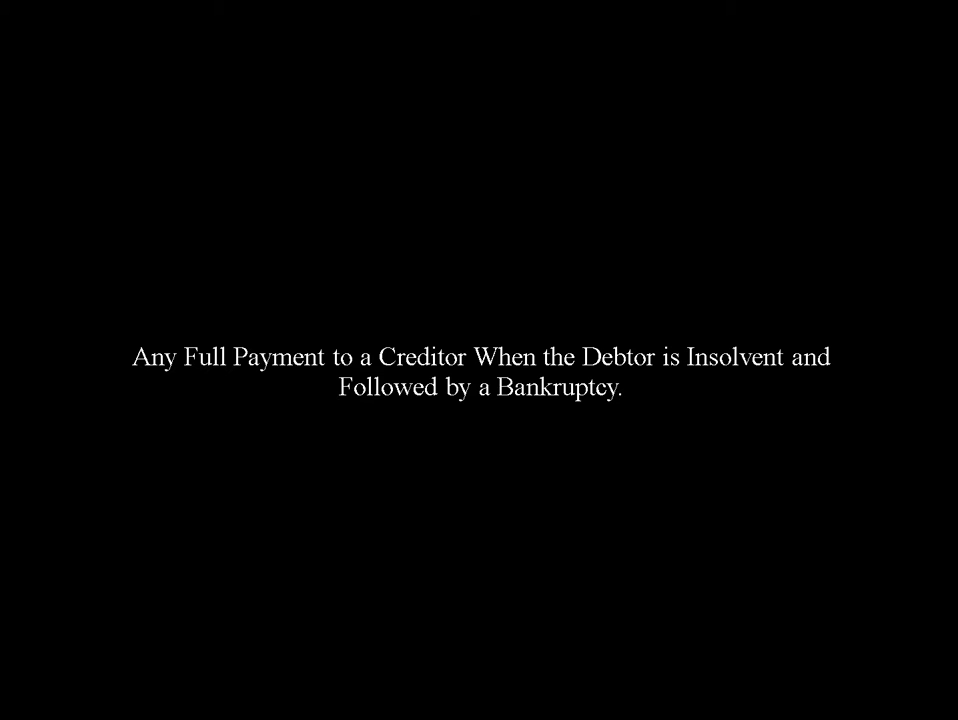 Any Full Payment to a Creditor When the Debtor is Insolvent and
Followed by a Bankruptcy.